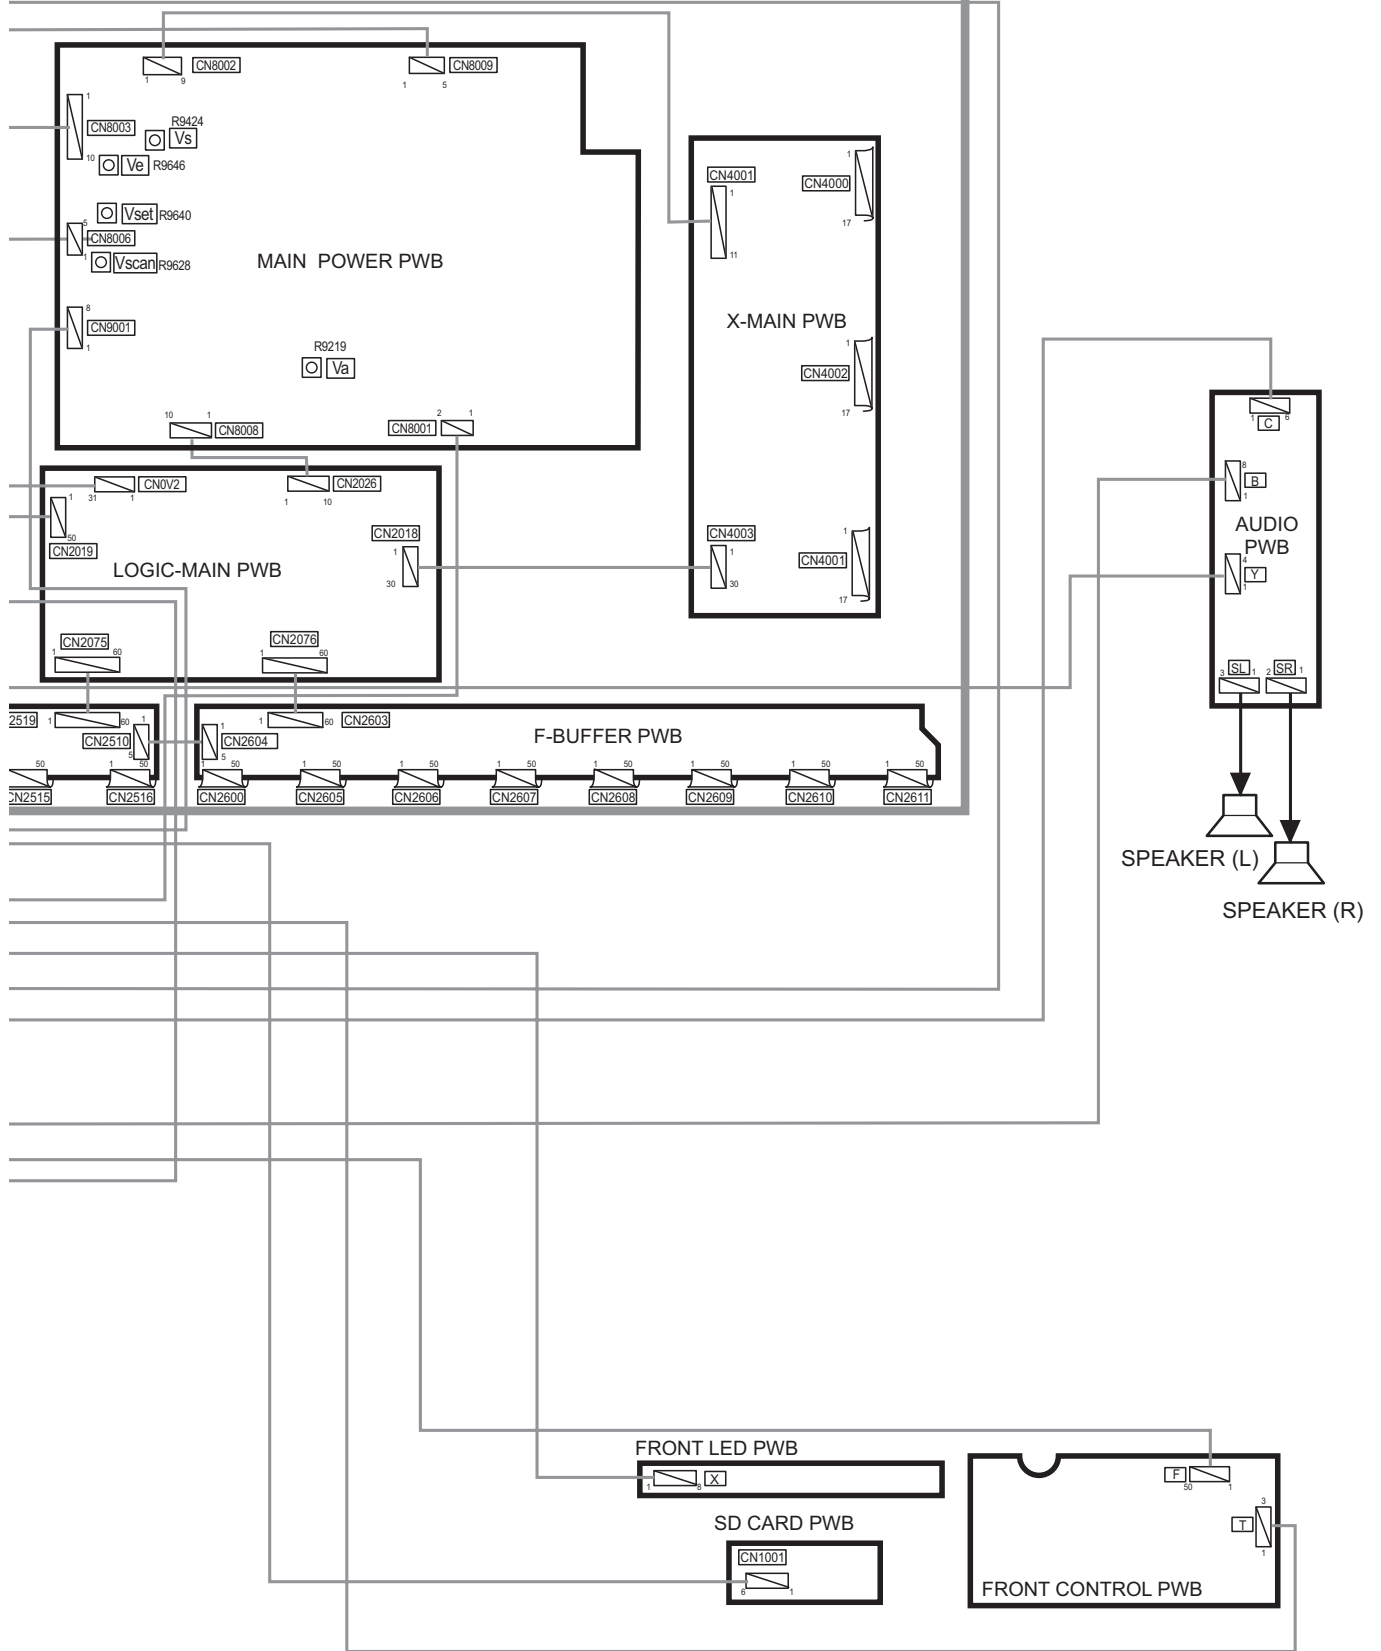 CN8002
1 9
CN8009
1 5
1
CN8003
10
R9424
Vs
Ve R9646
Vset R9640
5
CN8006
1
Vscan R9628
MAIN POWER PWB
8
CN9001
1
R9219
Va
10 1
CN8008
2 1
CN8001
CN4001
1
11
1
CN4000
17
X-MAIN PWB
1
CN4002
17
CN4003
1
30
1
CN4001
17
CN0V2
31 1
CN2026
1 10
1
50
CN2019
CN2018
1
30
LOGIC-MAIN PWB
CN2075
1 60
CN2076
1 60
2519
1 60
1
CN2510
5
1
CN2604
5
1 60
CN2603
F-BUFFER PWB
50
CN2515
1 50
CN2516
1 50
CN2600
1 50
CN2605
1 50
CN2606
1 50
CN2607
1 50
CN2608
1 50
CN2609
1 50
CN2610
1 50
CN2611
1 6
C
8
B
1
AUDIO
PWB
4
Y
1
SL
3 1
SR
2 1
SPEAKER (L)
SPEAKER (R)
FRONT LED PWB
1 8
X
SD CARD PWB
CN1001
6 1
F
50 1
3
T
1
FRONT CONTROL PWB